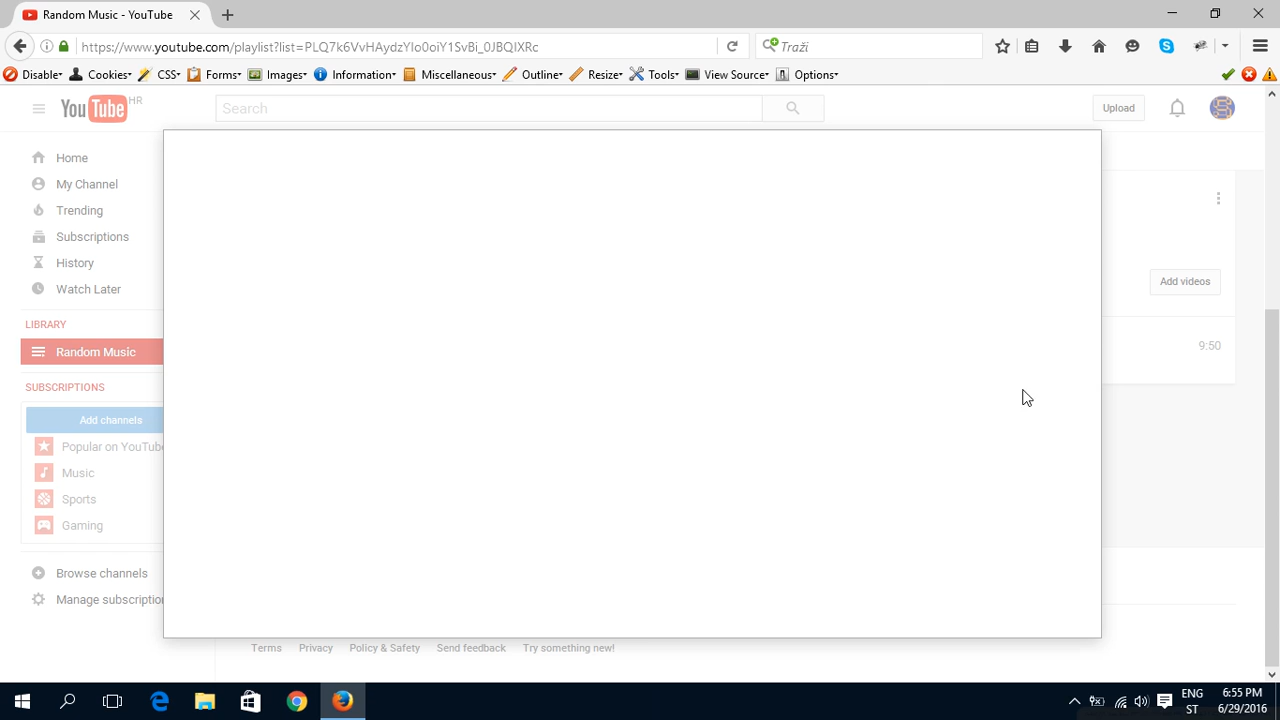 Random Music - YouTube
https://www.youtube.com/playlist?list=PLQ7k6VvHAydzYlo0oiY1SvBi_0JBQIXRc
Traži
Disable Cookies CSS Forms Images Information Miscellaneous Outline Resize Tools View Source Options
YouTube HR
Search
Upload
Home
My Channel
Trending
Subscriptions
History
Add videos
Watch Later
LIBRARY
Random Music
9:50
SUBSCRIPTIONS
Add channels
Popular on YouTube
Music
Sports
Gaming
Browse channels
Manage subscription
Terms Privacy Policy & Safety Send feedback Try something new!
ENG 6:55 PM
ST 6/29/2016